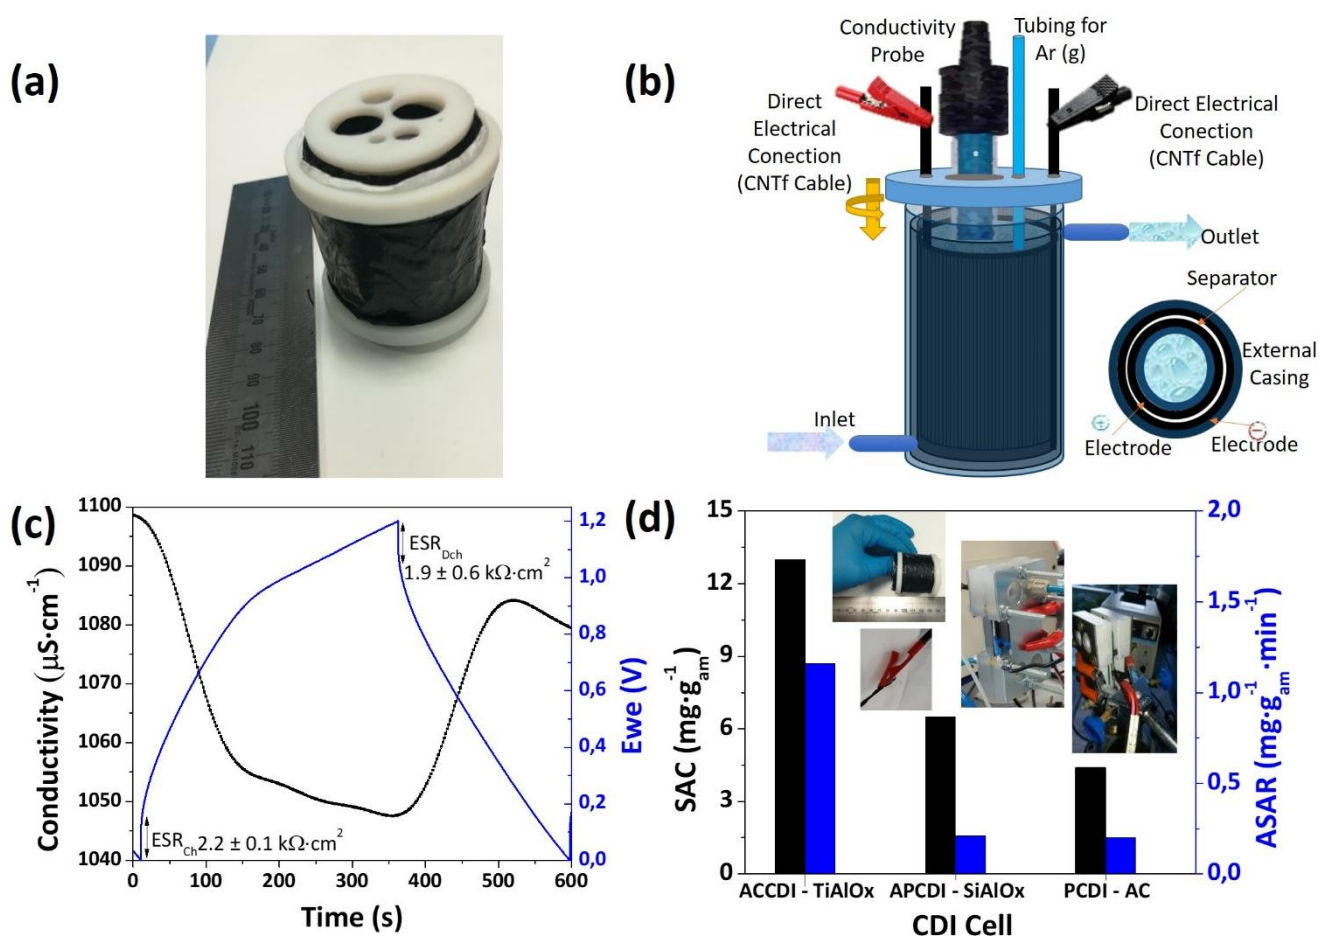 (a)
(b)
Conductivity
Probe
Tubing for
Ar (g)
Direct
Electrical
Conection
(CNTf Cable)
Direct Electrical
Conection
(CNTf Cable)
Outlet
Separator
External
Casing
Inlet
+
−
Electrode
Electrode
70
80
90
100
110
(c)
1100
1090
1080
1070
1060
1050
1040
Conductivity (µS·cm⁻¹)
ESR_Dch
1.9 ± 0.6 kΩ·cm²
ESR_Ch 2.2 ± 0.1 kΩ·cm²
1,2
1,0
0,8
0,6
0,4
0,2
0,0
Ewe (V)
0 100 200 300 400 500 600
Time (s)
(d)
15
12
9
6
3
0
SAC (mg·g_am⁻¹)
2,0
1,5
1,0
0,5
0,0
ASAR (mg·g_am⁻¹·min⁻¹)
ACCDI - TiAlOx APCDI - SiAlOx PCDI - AC
CDI Cell